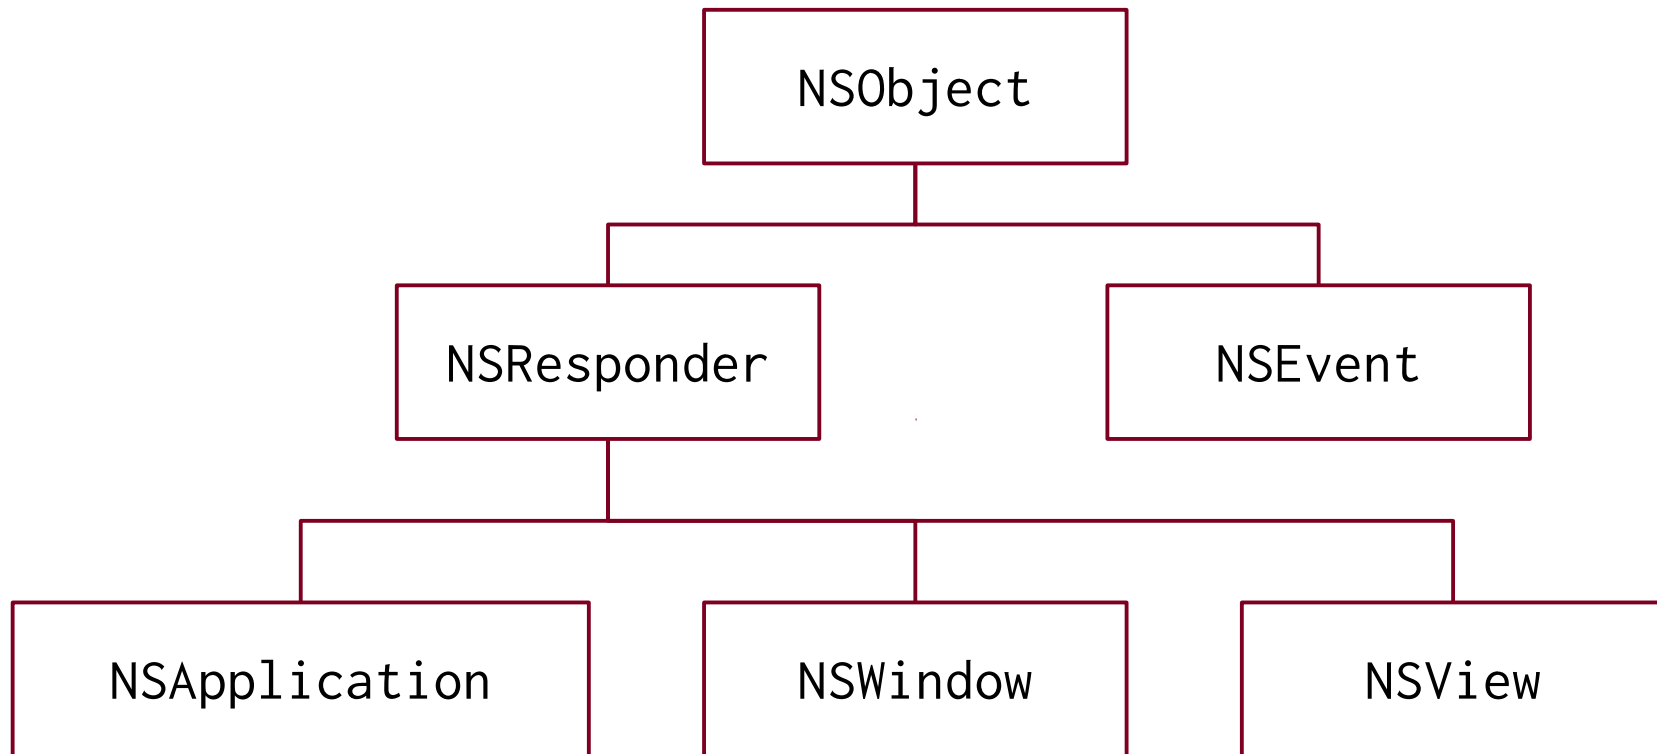 NSObject
NSResponder
NSEvent
NSApplication
NSWindow
NSView